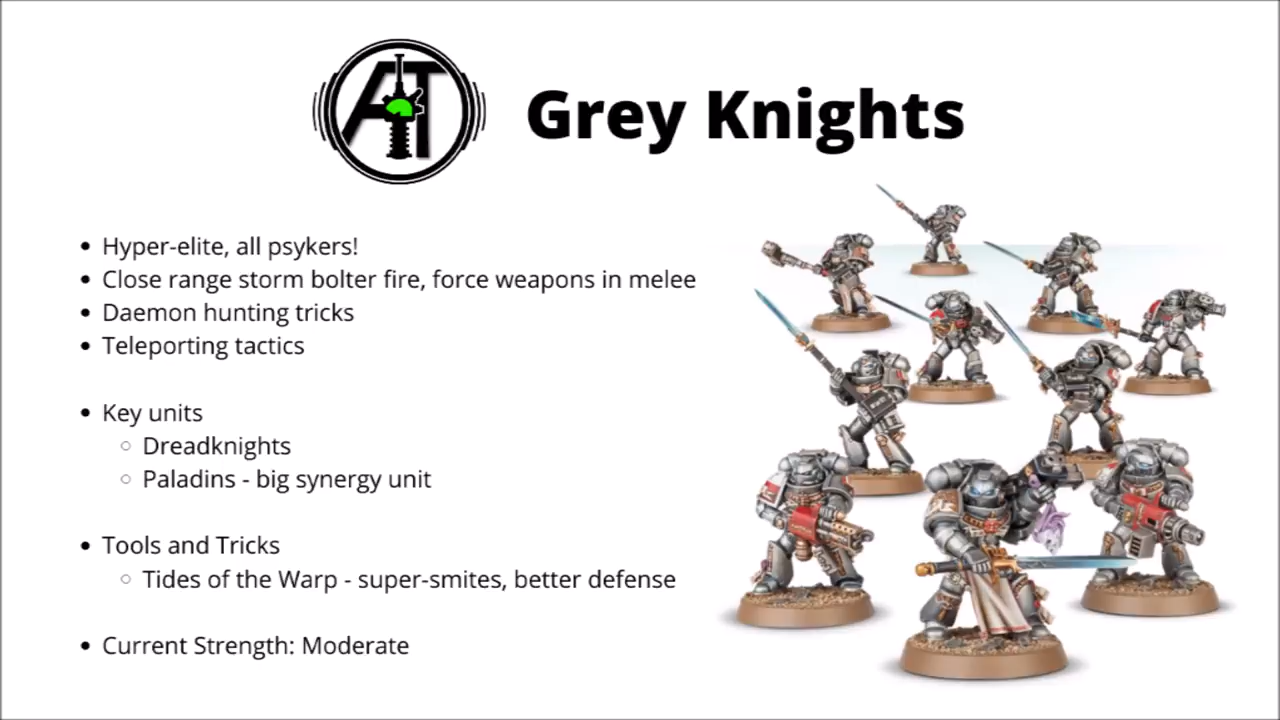 AT
Grey Knights
Hyper-elite, all psykers!
Close range storm bolter fire, force weapons in melee
Daemon hunting tricks
Teleporting tactics
Key units
Dreadknights
Paladins - big synergy unit
Tools and Tricks
Tides of the Warp - super-smites, better defense
Current Strength: Moderate